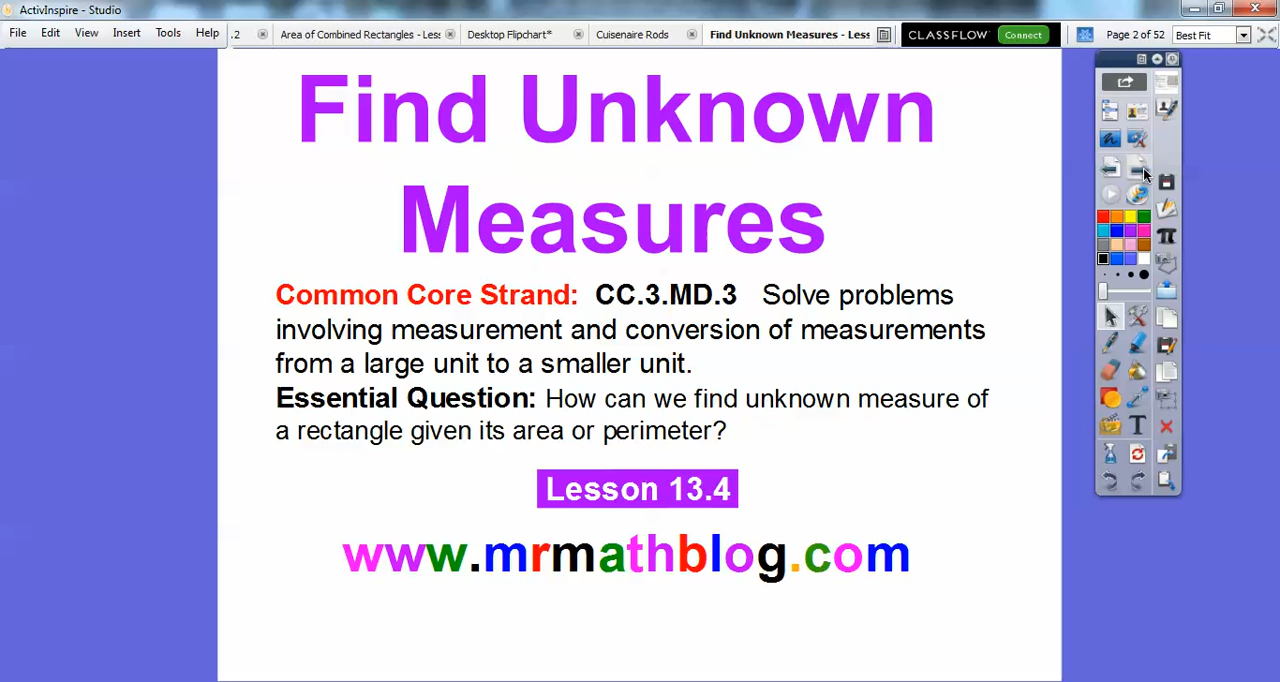 ActivInspire - Studio
File Edit View Insert Tools Help .2 Area of Combined Rectangles - Less Desktop Flipchart* Cuisenaire Rods Find Unknown Measures - Less CLASSFLOW Connect Page 2 of 52 Best Fit
Find Unknown
Measures
Common Core Strand: CC.3.MD.3 Solve problems
involving measurement and conversion of measurements
from a large unit to a smaller unit.
Essential Question: How can we find unknown measure of
a rectangle given its area or perimeter?
Lesson 13.4
www.mrmathblog.com